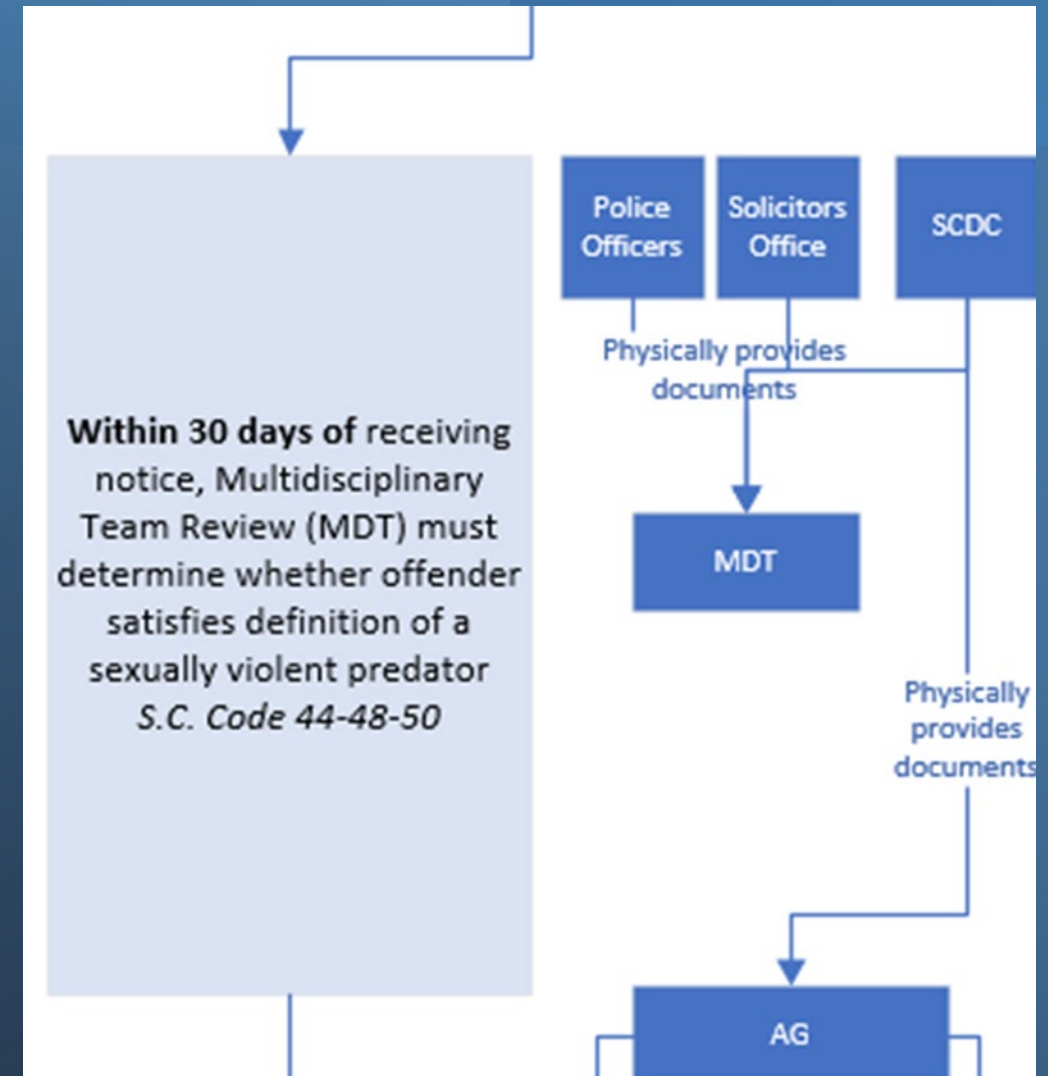 Within 30 days of receiving
notice, Multidisciplinary
Team Review (MDT) must
determine whether offender
satisfies definition of a
sexually violent predator
S.C. Code 44-48-50
Police
Officers
Solicitors
Office
SCDC
Physically provides
documents
MDT
Physically
provides
documents
AG